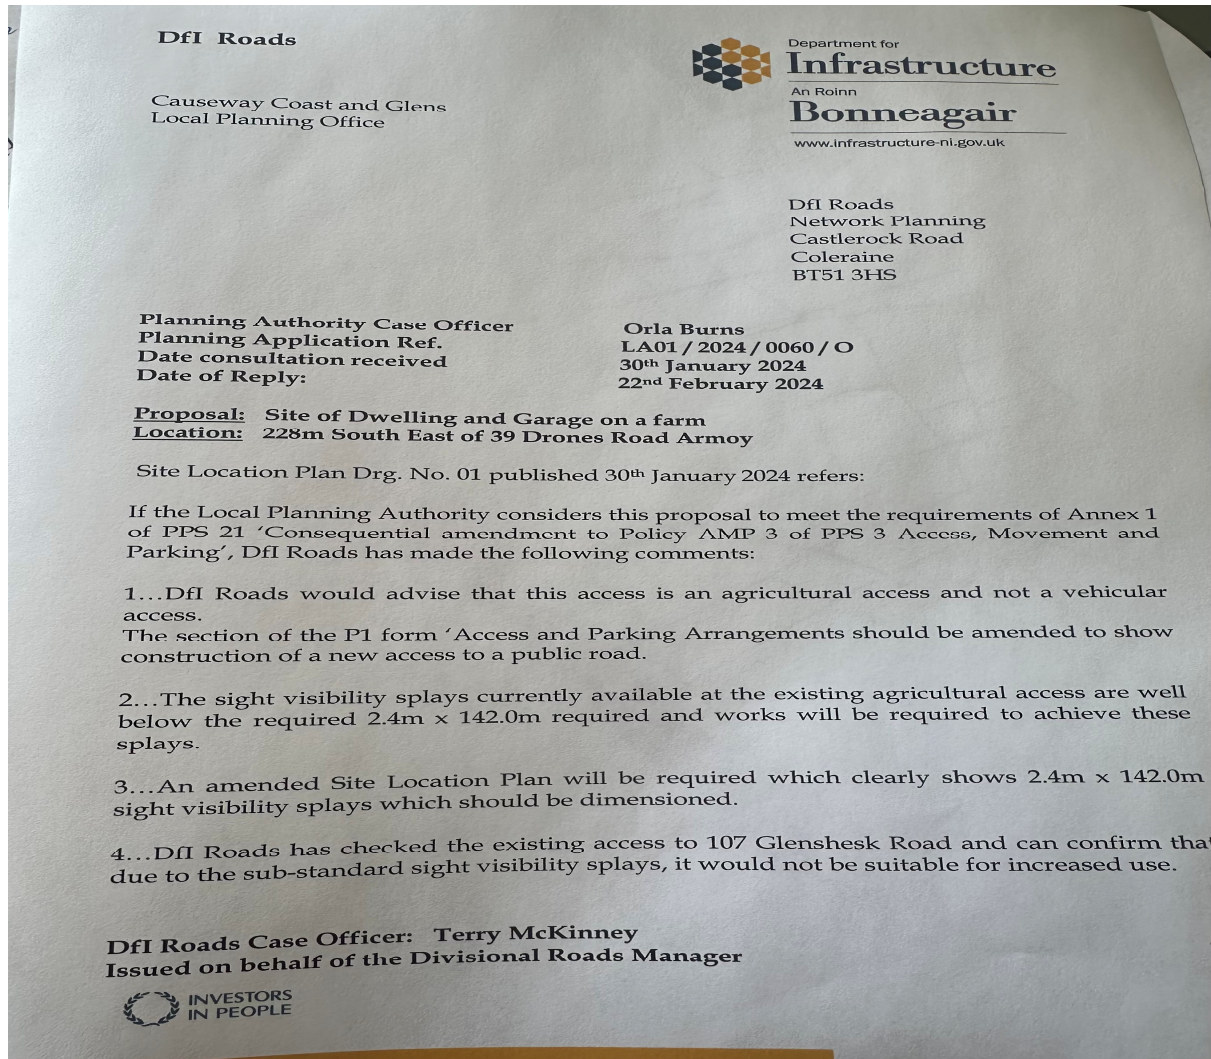 DfI Roads
Department for
Infrastructure
An Roinn
Bonneagair
www.infrastructure-ni.gov.uk
Causeway Coast and Glens
Local Planning Office
DfI Roads
Network Planning
Castlerock Road
Coleraine
BT51 3HS
Planning Authority Case Officer Orla Burns
Planning Application Ref. LA01 / 2024 / 0060 / O
Date consultation received 30th January 2024
Date of Reply: 22nd February 2024
Proposal: Site of Dwelling and Garage on a farm
Location: 228m South East of 39 Drones Road Armoy
Site Location Plan Drg. No. 01 published 30th January 2024 refers:
If the Local Planning Authority considers this proposal to meet the requirements of Annex 1
of PPS 21 ‘Consequential amendment to Policy AMP 3 of PPS 3 Access, Movement and
Parking’, DfI Roads has made the following comments:
1...DfI Roads would advise that this access is an agricultural access and not a vehicular
access.
The section of the P1 form ‘Access and Parking Arrangements should be amended to show
construction of a new access to a public road.
2...The sight visibility splays currently available at the existing agricultural access are well
below the required 2.4m x 142.0m required and works will be required to achieve these
splays.
3...An amended Site Location Plan will be required which clearly shows 2.4m x 142.0m
sight visibility splays which should be dimensioned.
4...DfI Roads has checked the existing access to 107 Glenshesk Road and can confirm that
due to the sub-standard sight visibility splays, it would not be suitable for increased use.
DfI Roads Case Officer: Terry McKinney
Issued on behalf of the Divisional Roads Manager
INVESTORS
IN PEOPLE